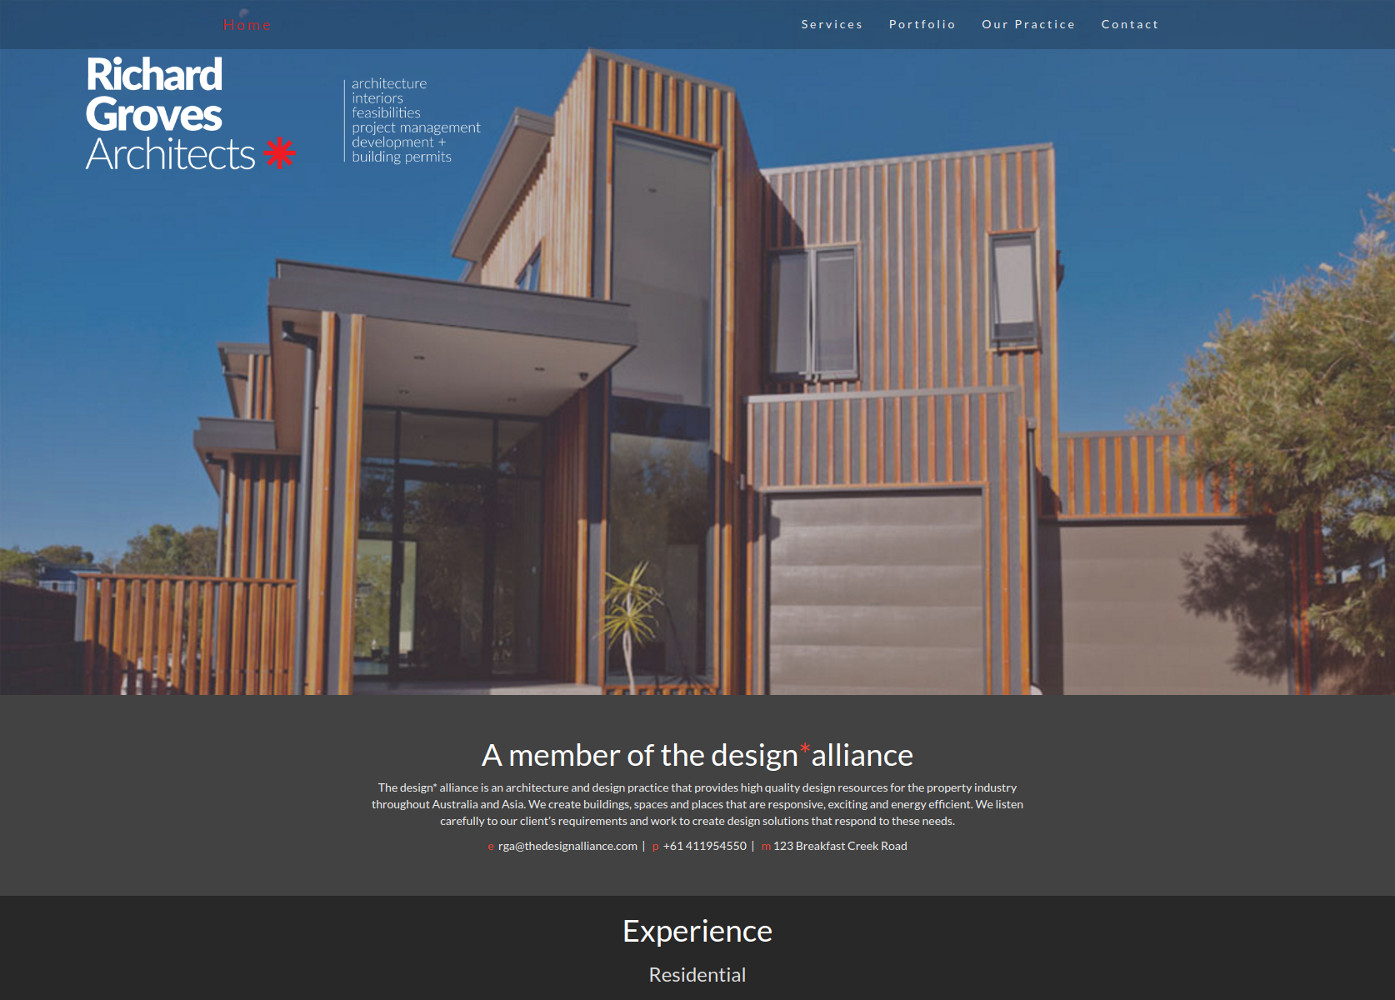 Home
Services Portfolio Our Practice Contact
Richard
Groves
Architects *
architecture
interiors
feasibilities
project management
development +
building permits
A member of the design*alliance
The design* alliance is an architecture and design practice that provides high quality design resources for the property industry
throughout Australia and Asia. We create buildings, spaces and places that are responsive, exciting and energy efficient. We listen
carefully to our client's requirements and work to create design solutions that respond to these needs.
e rga@thedesignalliance.com | p +61 411954550 | m 123 Breakfast Creek Road
Experience
Residential